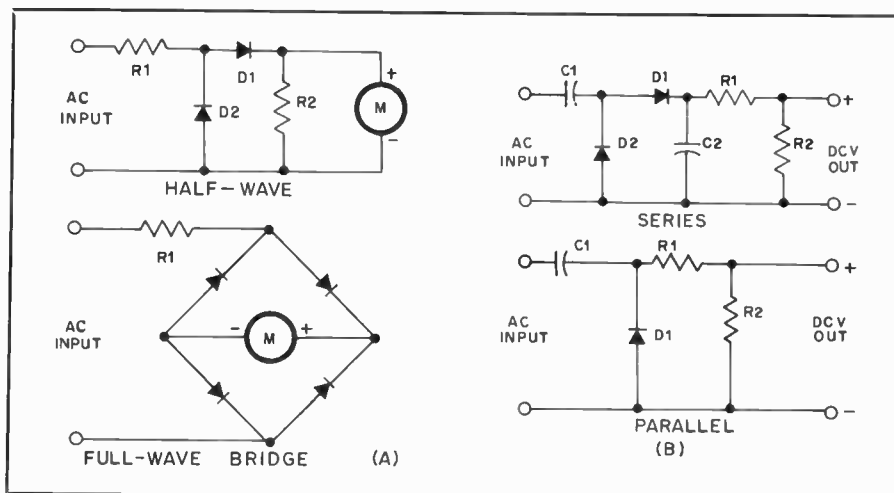 R1
D1
AC
INPUT
D2
R2
+
M
-
HALF-WAVE
R1
AC
INPUT
-
M
+
FULL-WAVE BRIDGE
(A)
C1
D1
R1
+
AC
INPUT
D2
C2
R2
DCV
OUT
-
SERIES
C1
R1
+
AC
INPUT
D1
R2
DCV
OUT
-
PARALLEL
(B)